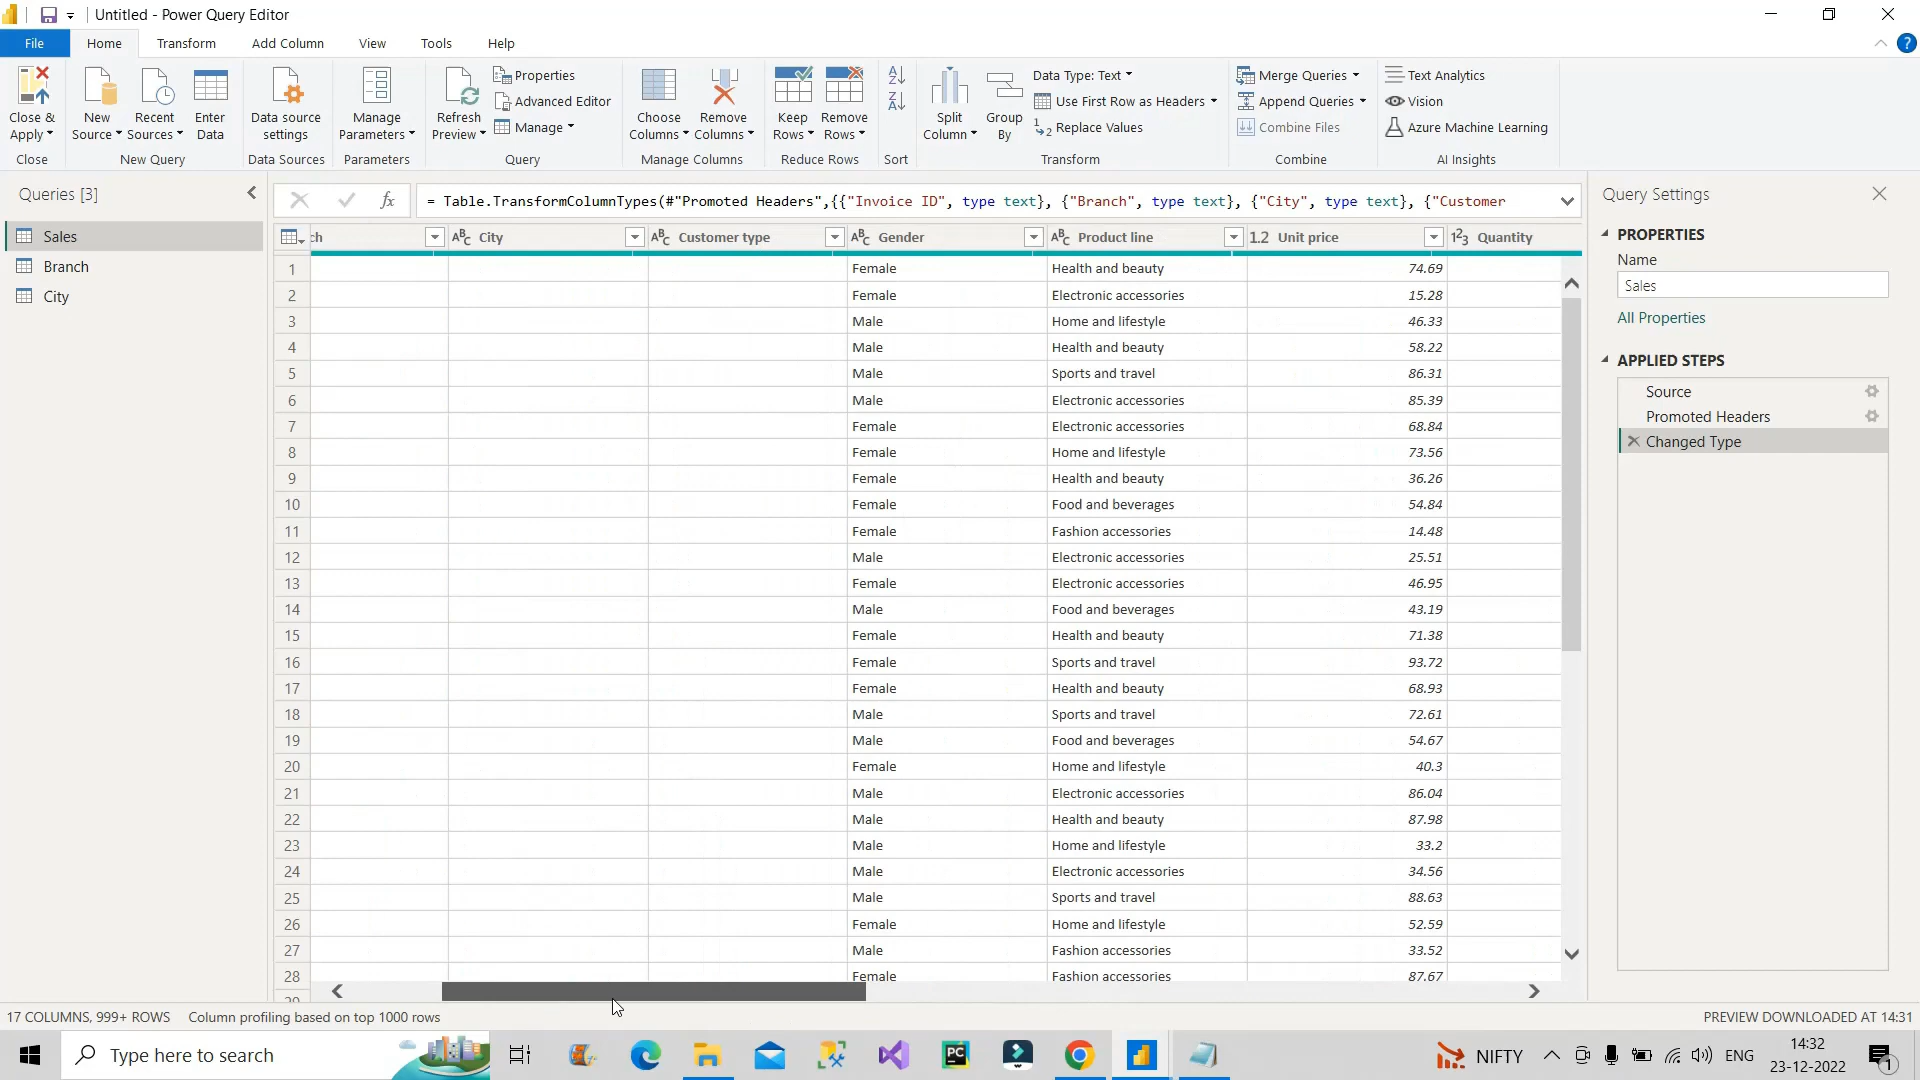 Untitled - Power Query Editor
File Home Transform Add Column View Tools Help
Close & Apply
Close
New Source
Recent Sources
Enter Data
New Query
Data source settings
Data Sources
Manage Parameters
Parameters
Refresh Preview
Properties
Advanced Editor
Manage
Query
Choose Columns
Remove Columns
Manage Columns
Keep Rows
Remove Rows
Reduce Rows
Sort
Split Column
Group By
Data Type: Text
Use First Row as Headers
Replace Values
Transform
Merge Queries
Append Queries
Combine Files
Combine
Text Analytics
Vision
Azure Machine Learning
AI Insights
Queries [3]
Sales
Branch
City
fx = Table.TransformColumnTypes(#"Promoted Headers",{{"Invoice ID", type text}, {"Branch", type text}, {"City", type text}, {"Customer
ch ABC City ABC Customer type ABC Gender ABC Product line 1.2 Unit price 123 Quantity
1 Female Health and beauty 74.69
2 Female Electronic accessories 15.28
3 Male Home and lifestyle 46.33
4 Male Health and beauty 58.22
5 Male Sports and travel 86.31
6 Male Electronic accessories 85.39
7 Female Electronic accessories 68.84
8 Female Home and lifestyle 73.56
9 Female Health and beauty 36.26
10 Female Food and beverages 54.84
11 Female Fashion accessories 14.48
12 Male Electronic accessories 25.51
13 Female Electronic accessories 46.95
14 Male Food and beverages 43.19
15 Female Health and beauty 71.38
16 Female Sports and travel 93.72
17 Female Health and beauty 68.93
18 Male Sports and travel 72.61
19 Male Food and beverages 54.67
20 Female Home and lifestyle 40.3
21 Male Electronic accessories 86.04
22 Male Health and beauty 87.98
23 Male Home and lifestyle 33.2
24 Male Electronic accessories 34.56
25 Male Sports and travel 88.63
26 Female Home and lifestyle 52.59
27 Male Fashion accessories 33.52
28 Female Fashion accessories 87.67
29
Query Settings
PROPERTIES
Name
Sales
All Properties
APPLIED STEPS
Source
Promoted Headers
Changed Type
17 COLUMNS, 999+ ROWS Column profiling based on top 1000 rows
PREVIEW DOWNLOADED AT 14:31
Type here to search
PC
NIFTY
ENG
14:32
23-12-2022
1